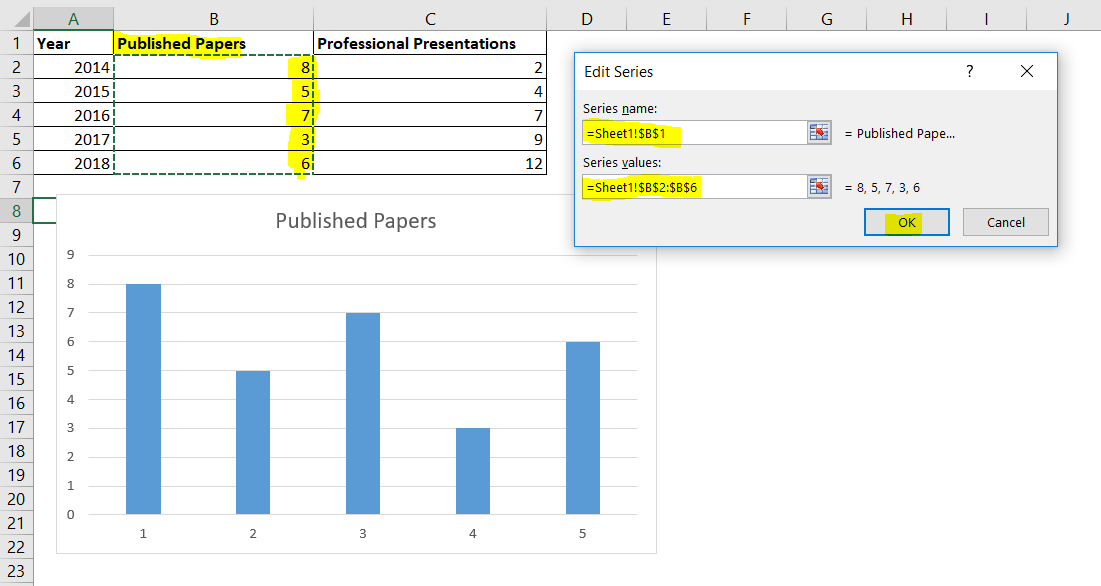 A B C D E F G H I J
1 Year Published Papers Professional Presentations
2 2014 8 2
3 2015 5 4
4 2016 7 7
5 2017 3 9
6 2018 6 12
7
8
9
10
11
12
13
14
15
16
17
18
19
20
21
22
23
Edit Series ?
Series name:
=Sheet1!$B$1 = Published Pape...
Series values:
=Sheet1!$B$2:$B$6 = 8, 5, 7, 3, 6
OK Cancel
Published Papers
9
8
7
6
5
4
3
2
1
0
1 2 3 4 5